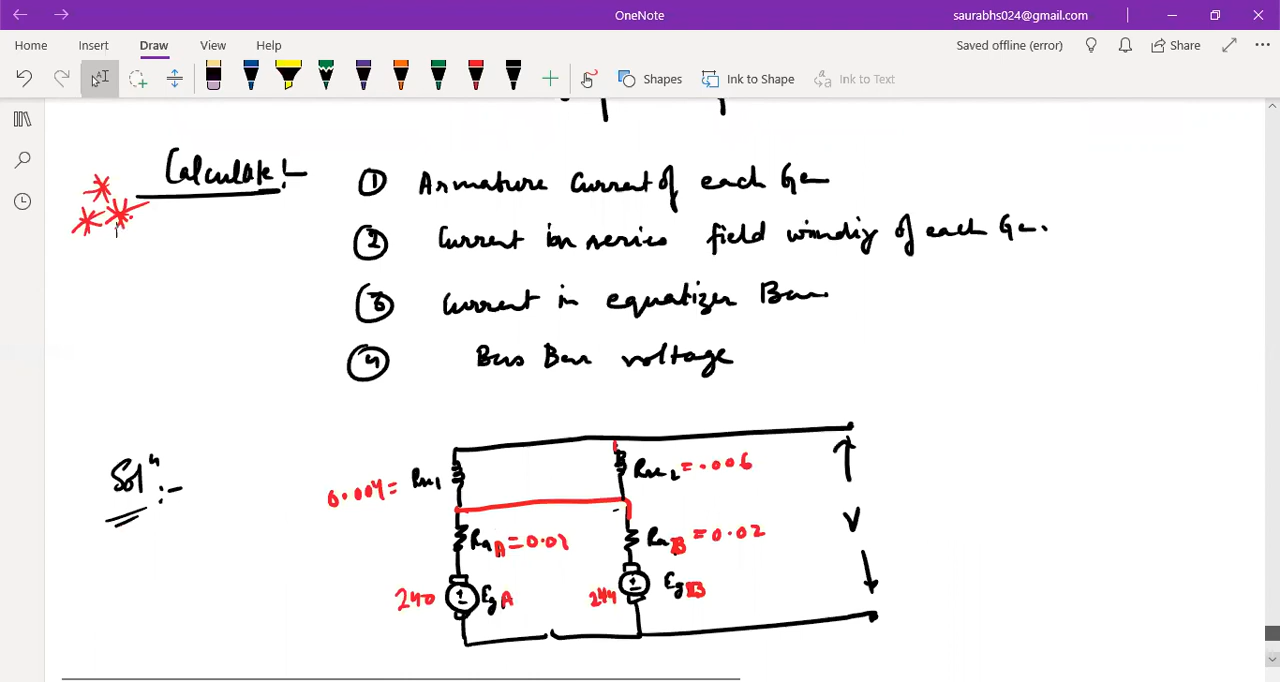 OneNote
saurabhs024@gmail.com
Home Insert Draw View Help
Saved offline (error)
Share
Shapes
Ink to Shape
Ink to Text
Calculate :-
① Armature Current of each Gen
② Current in series field winding of each Gen.
③ Current in equalizer Bar
④ Bus Bar voltage
Solⁿ :-
0.004 = Rse1
Rse2 = .006
RaA = 0.01
RaB = 0.02
V
240 EgA
244 EgB